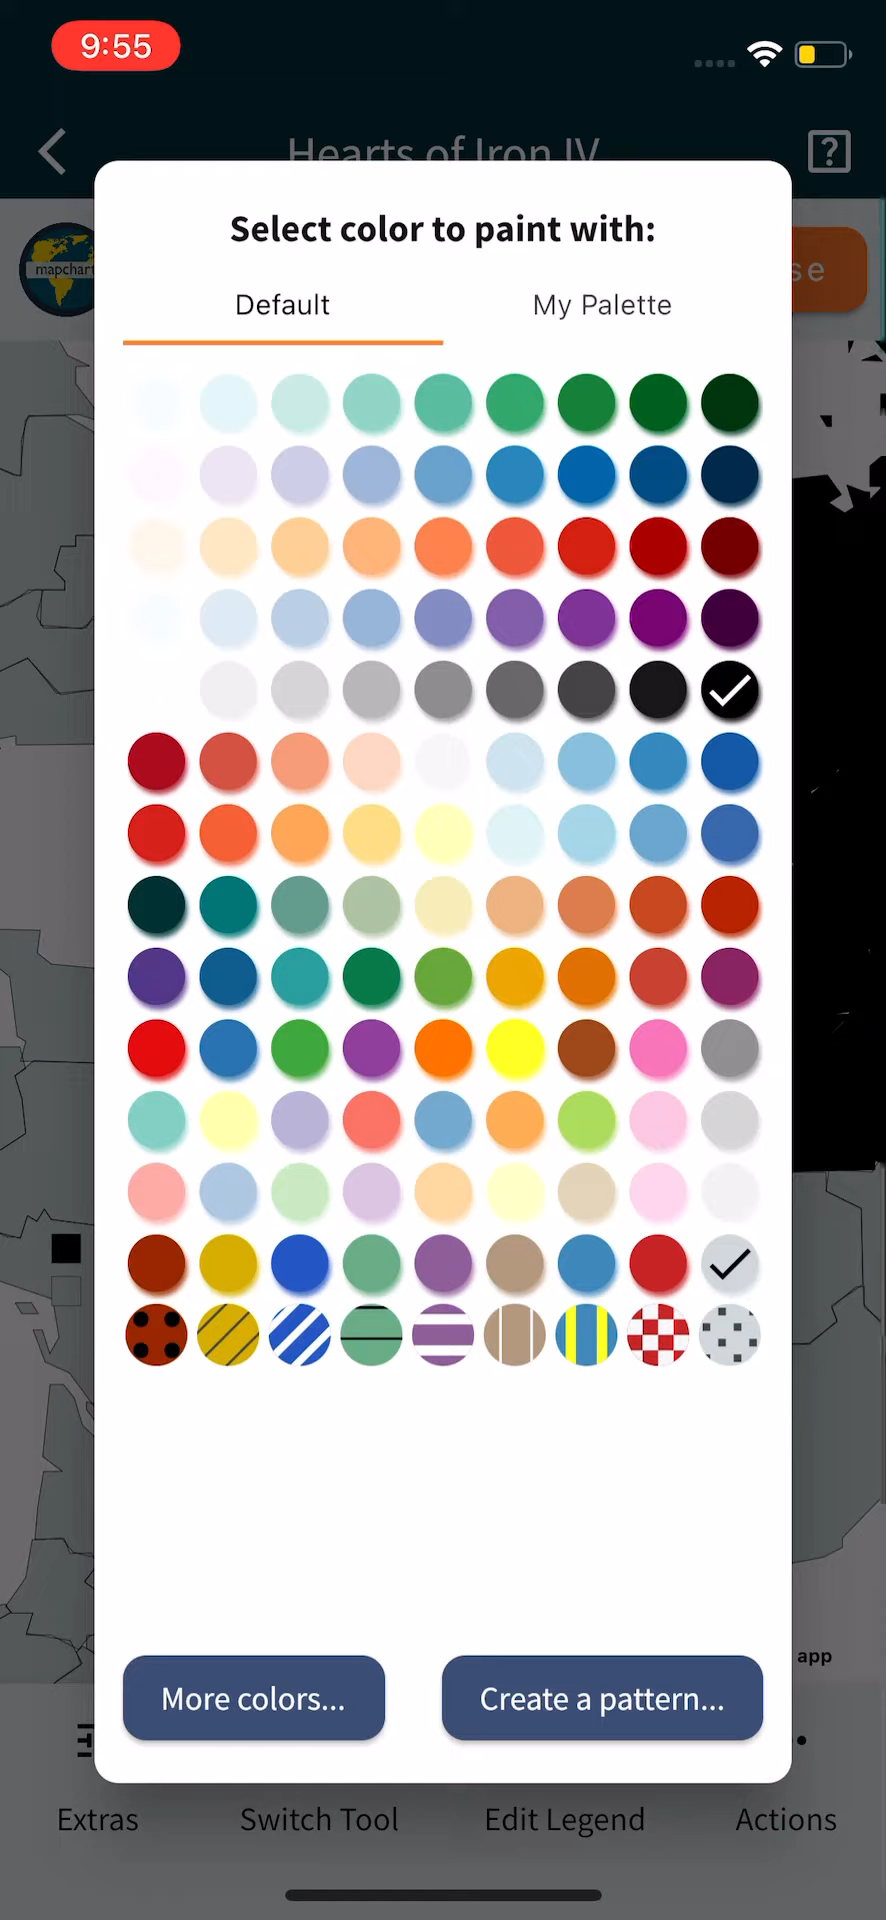 9:55
Hearts of Iron IV
mapchart
se
Select color to paint with:
Default
My Palette
app
More colors...
Create a pattern...
Extras
Switch Tool
Edit Legend
Actions